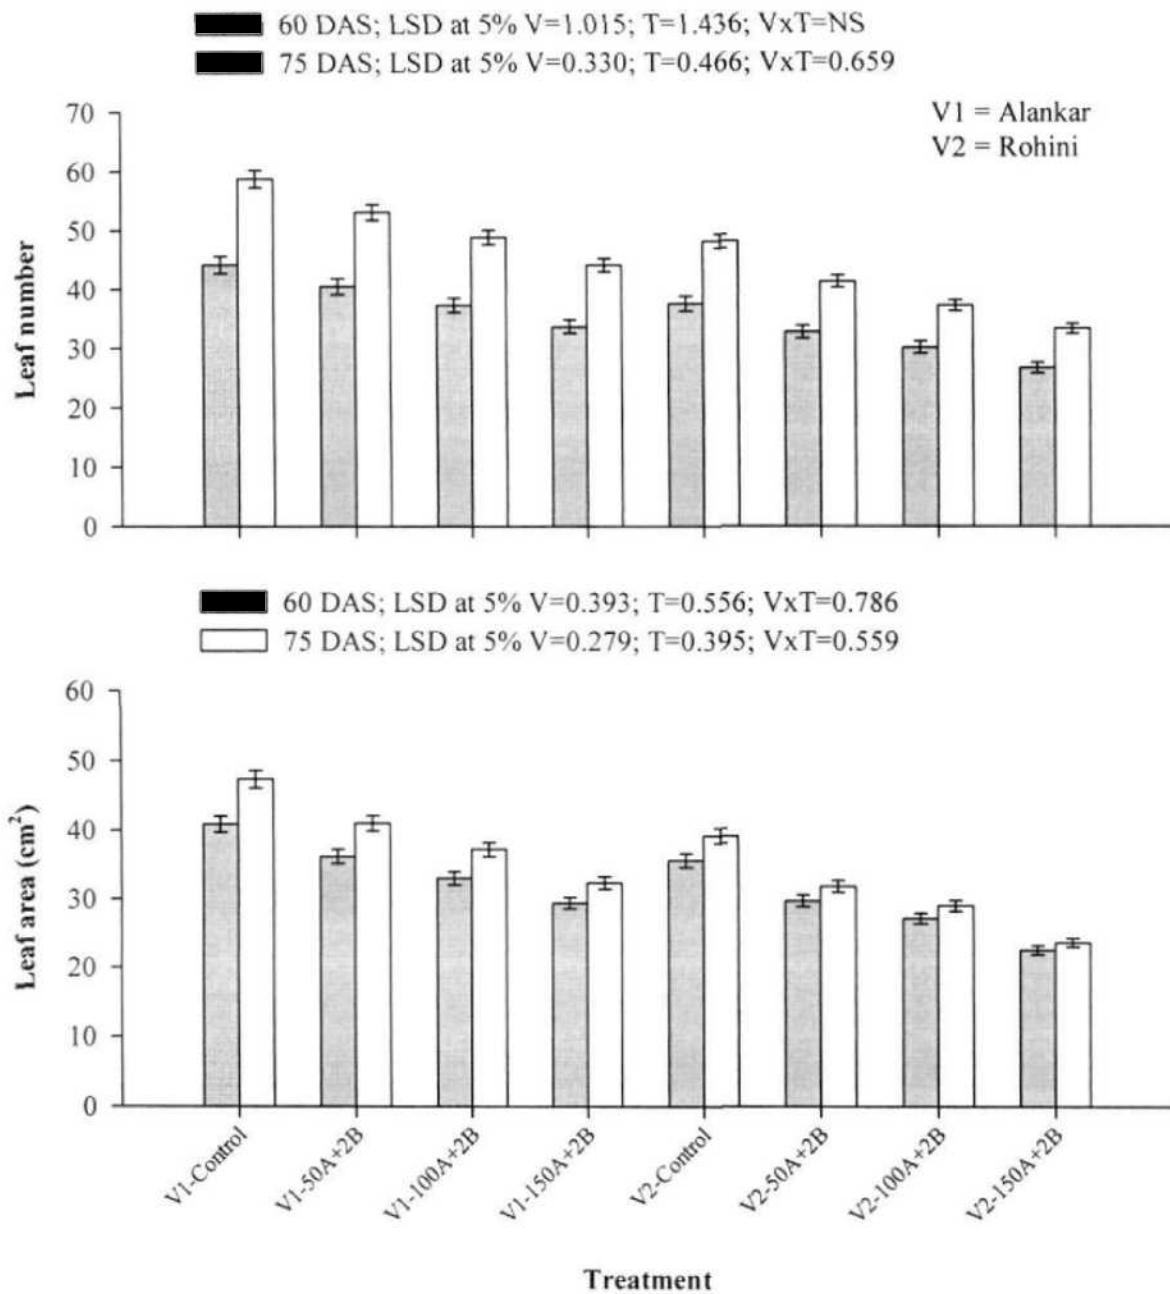 60 DAS; LSD at 5% V=1.015; T=1.436; VxT=NS
75 DAS; LSD at 5% V=0.330; T=0.466; VxT=0.659
V1 = Alankar
V2 = Rohini
70
60
50
40
30
20
10
0
Leaf number
60 DAS; LSD at 5% V=0.393; T=0.556; VxT=0.786
75 DAS; LSD at 5% V=0.279; T=0.395; VxT=0.559
60
50
40
30
20
10
0
Leaf area (cm²)
V1-Control
V1-50A+2B
V1-100A+2B
V1-150A+2B
V2-Control
V2-50A+2B
V2-100A+2B
V2-150A+2B
Treatment